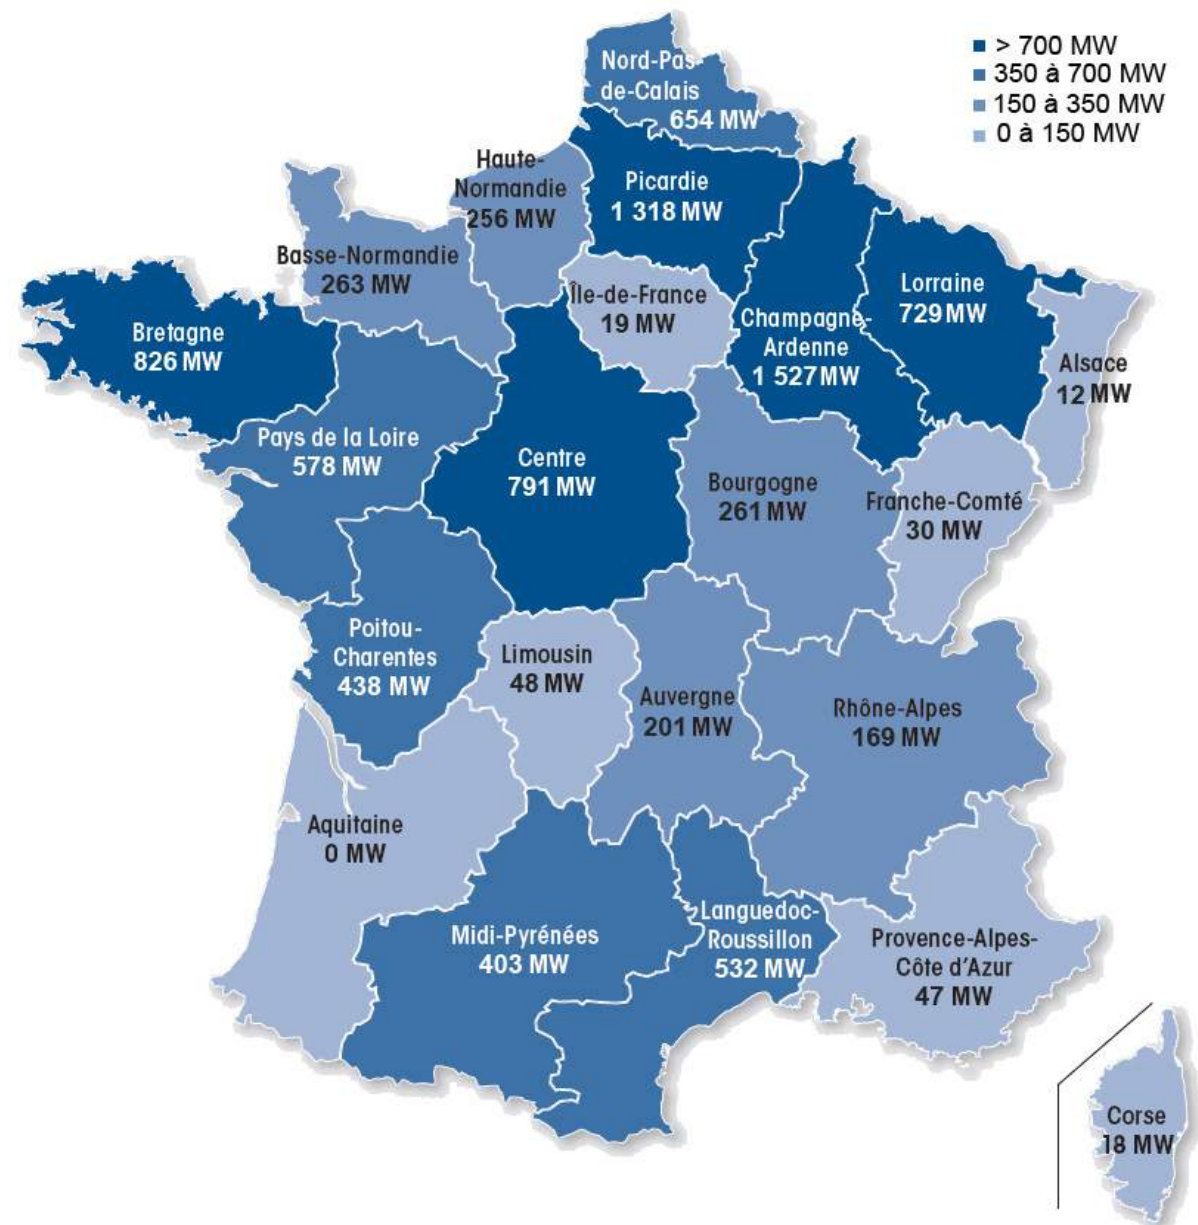 > 700 MW
350 à 700 MW
150 à 350 MW
0 à 150 MW
Nord-Pas-
de-Calais
654 MW
Haute-
Normandie
256 MW
Picardie
1 318 MW
Basse-Normandie
263 MW
Île-de-France
19 MW
Champagne-
Ardenne
1 527 MW
Lorraine
729 MW
Alsace
12 MW
Bretagne
826 MW
Pays de la Loire
578 MW
Centre
791 MW
Bourgogne
261 MW
Franche-Comté
30 MW
Poitou-
Charentes
438 MW
Limousin
48 MW
Auvergne
201 MW
Rhône-Alpes
169 MW
Aquitaine
0 MW
Midi-Pyrénées
403 MW
Languedoc-
Roussillon
532 MW
Provence-Alpes-
Côte d'Azur
47 MW
Corse
18 MW